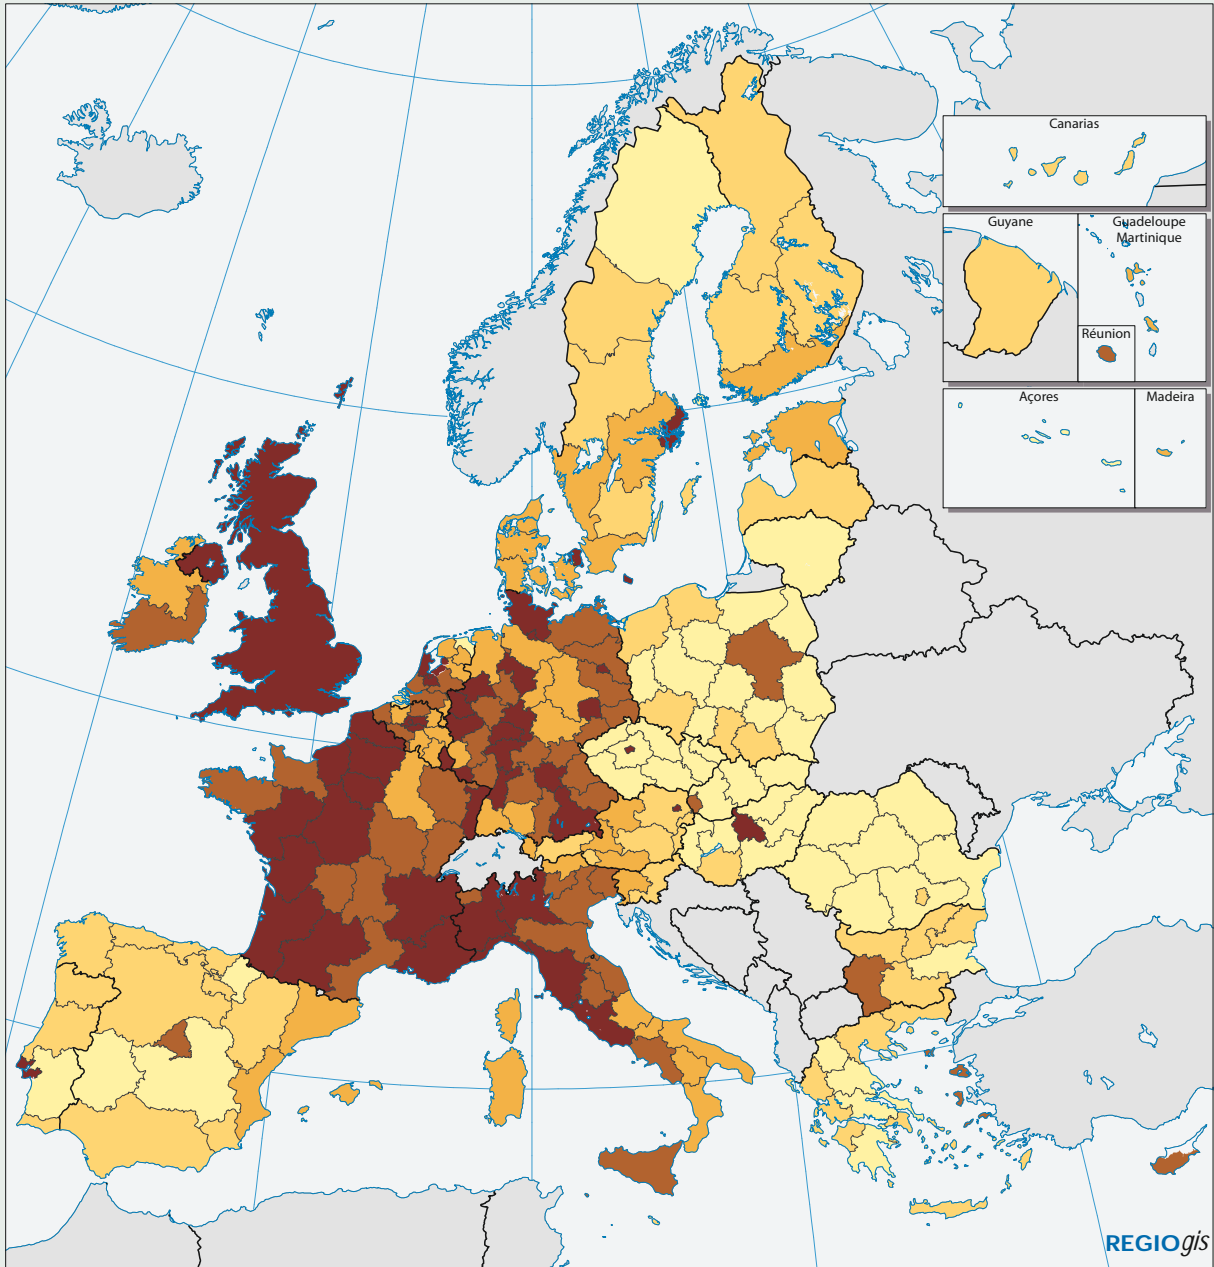 Canarias
Guyane
Guadeloupe
Martinique
Réunion
Açores
Madeira
REGIOgis